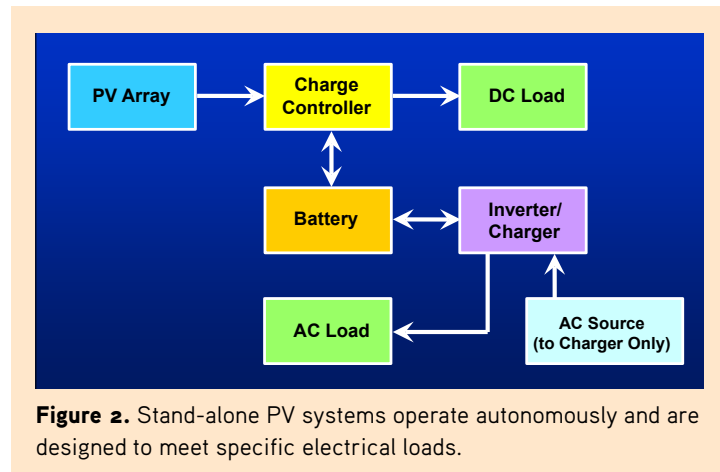 PV Array
Charge
Controller
DC Load
Battery
Inverter/
Charger
AC Load
AC Source
(to Charger Only)
Figure 2. Stand-alone PV systems operate autonomously and are
designed to meet specific electrical loads.